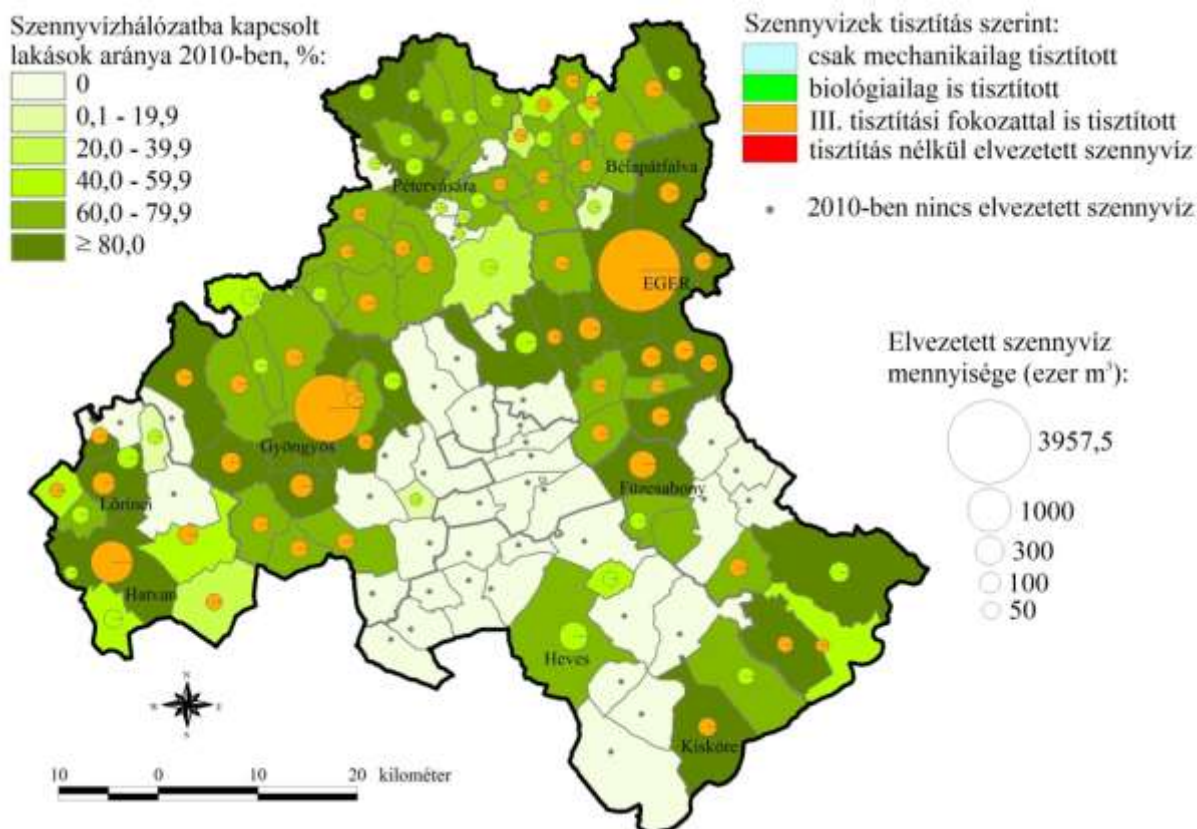 Szennyvízhálózatba kapcsolt
lakások aránya 2010-ben, %:
0
0,1 - 19,9
20,0 - 39,9
40,0 - 59,9
60,0 - 79,9
≥ 80,0
Szennyvizek tisztítás szerint:
csak mechanikailag tisztított
biológiailag is tisztított
III. tisztítási fokozattal is tisztított
tisztítás nélkül elvezetett szennyvíz
2010-ben nincs elvezetett szennyvíz
Bélapátfalva
Pétervására
EGER
Elvezetett szennyvíz
mennyisége (ezer m³):
3957,5
1000
300
100
50
Gyöngyös
Füzesabony
Lőrinci
Hatvan
Heves
Kisköre
N
E
S
10 0 10 20 kilométer